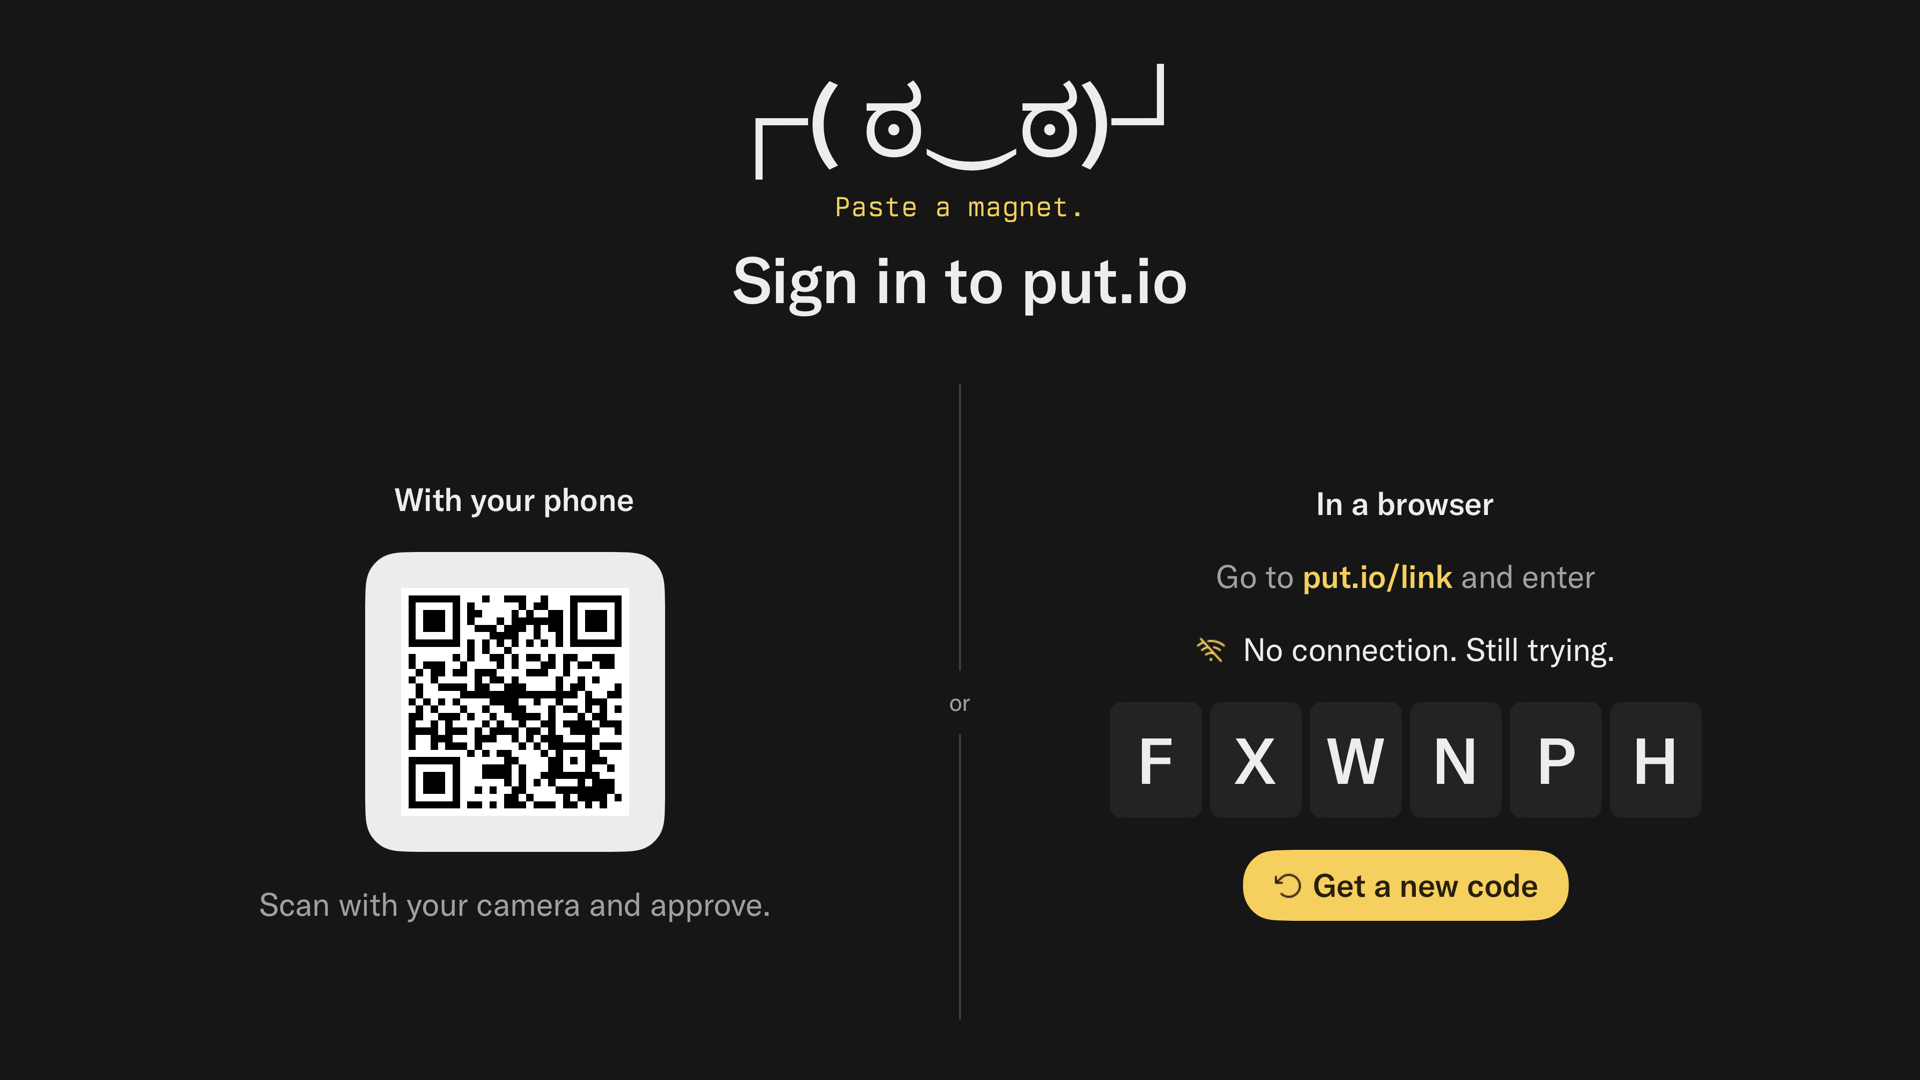 ┌─( ಠ‿ಠ)─┘
Paste a magnet.
Sign in to put.io
With your phone
Scan with your camera and approve.
or
In a browser
Go to put.io/link and enter
No connection. Still trying.
F X W N P H
Get a new code